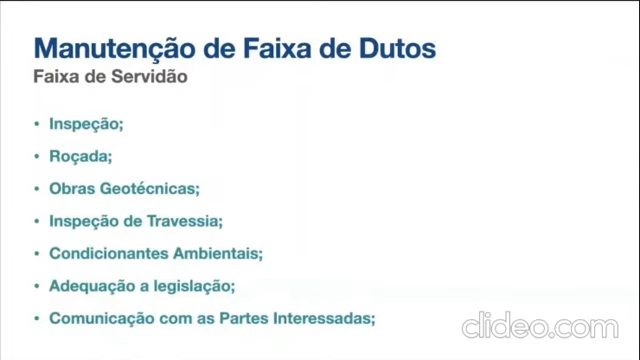 Manutenção de Faixa de Dutos
Faixa de Servidão
• Inspeção;
• Roçada;
• Obras Geotécnicas;
• Inspeção de Travessia;
• Condicionantes Ambientais;
• Adequação a legislação;
• Comunicação com as Partes Interessadas;
clideo.com